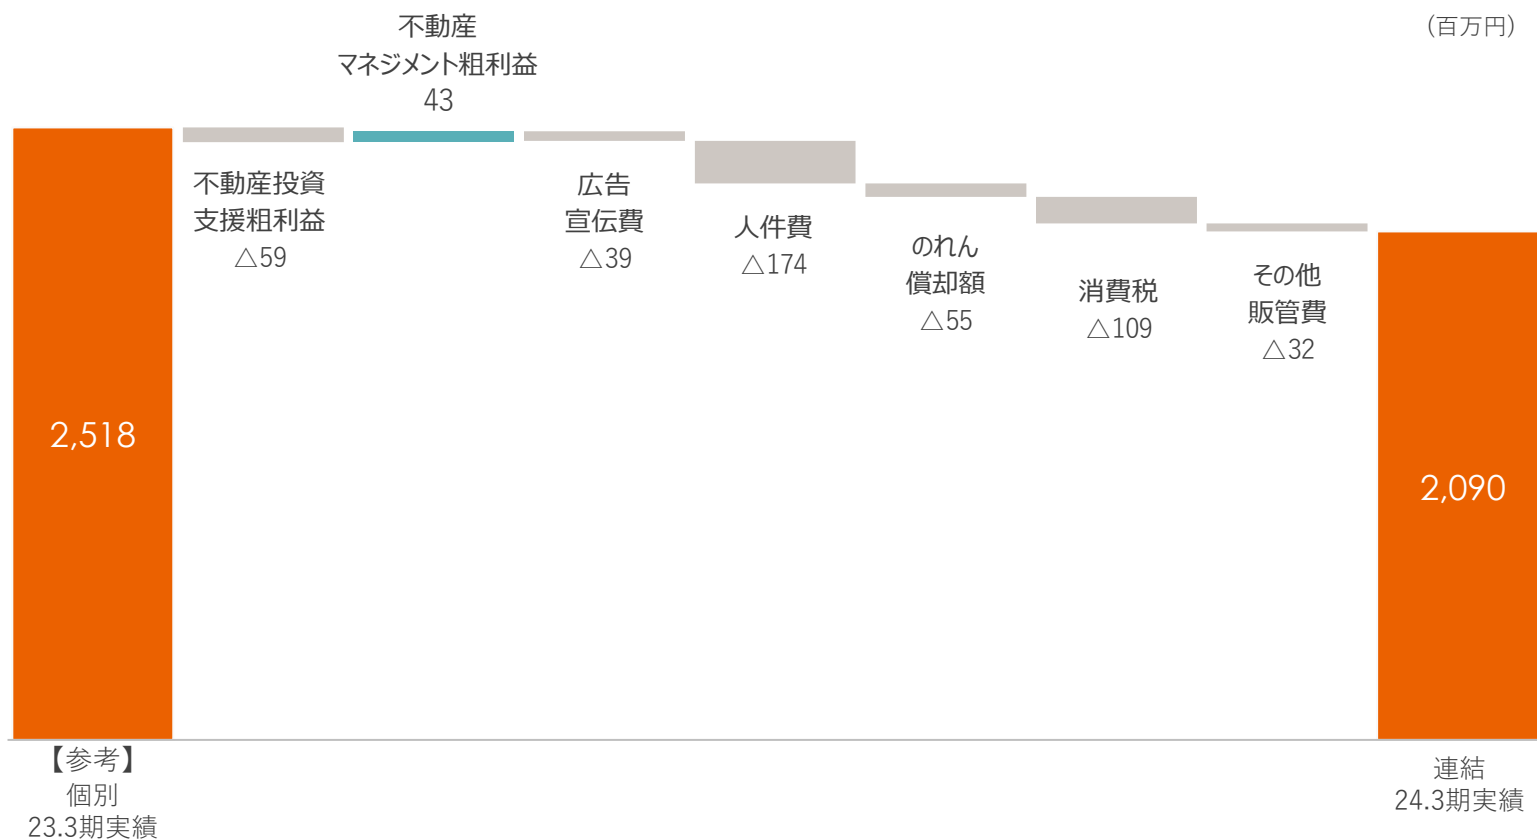 (百万円)
不動産
マネジメント粗利益
43
不動産投資
支援粗利益
△59
広告
宣伝費
△39
人件費
△174
のれん
償却額
△55
消費税
△109
その他
販管費
△32
2,518
2,090
【参考】
個別
23.3期実績
連結
24.3期実績